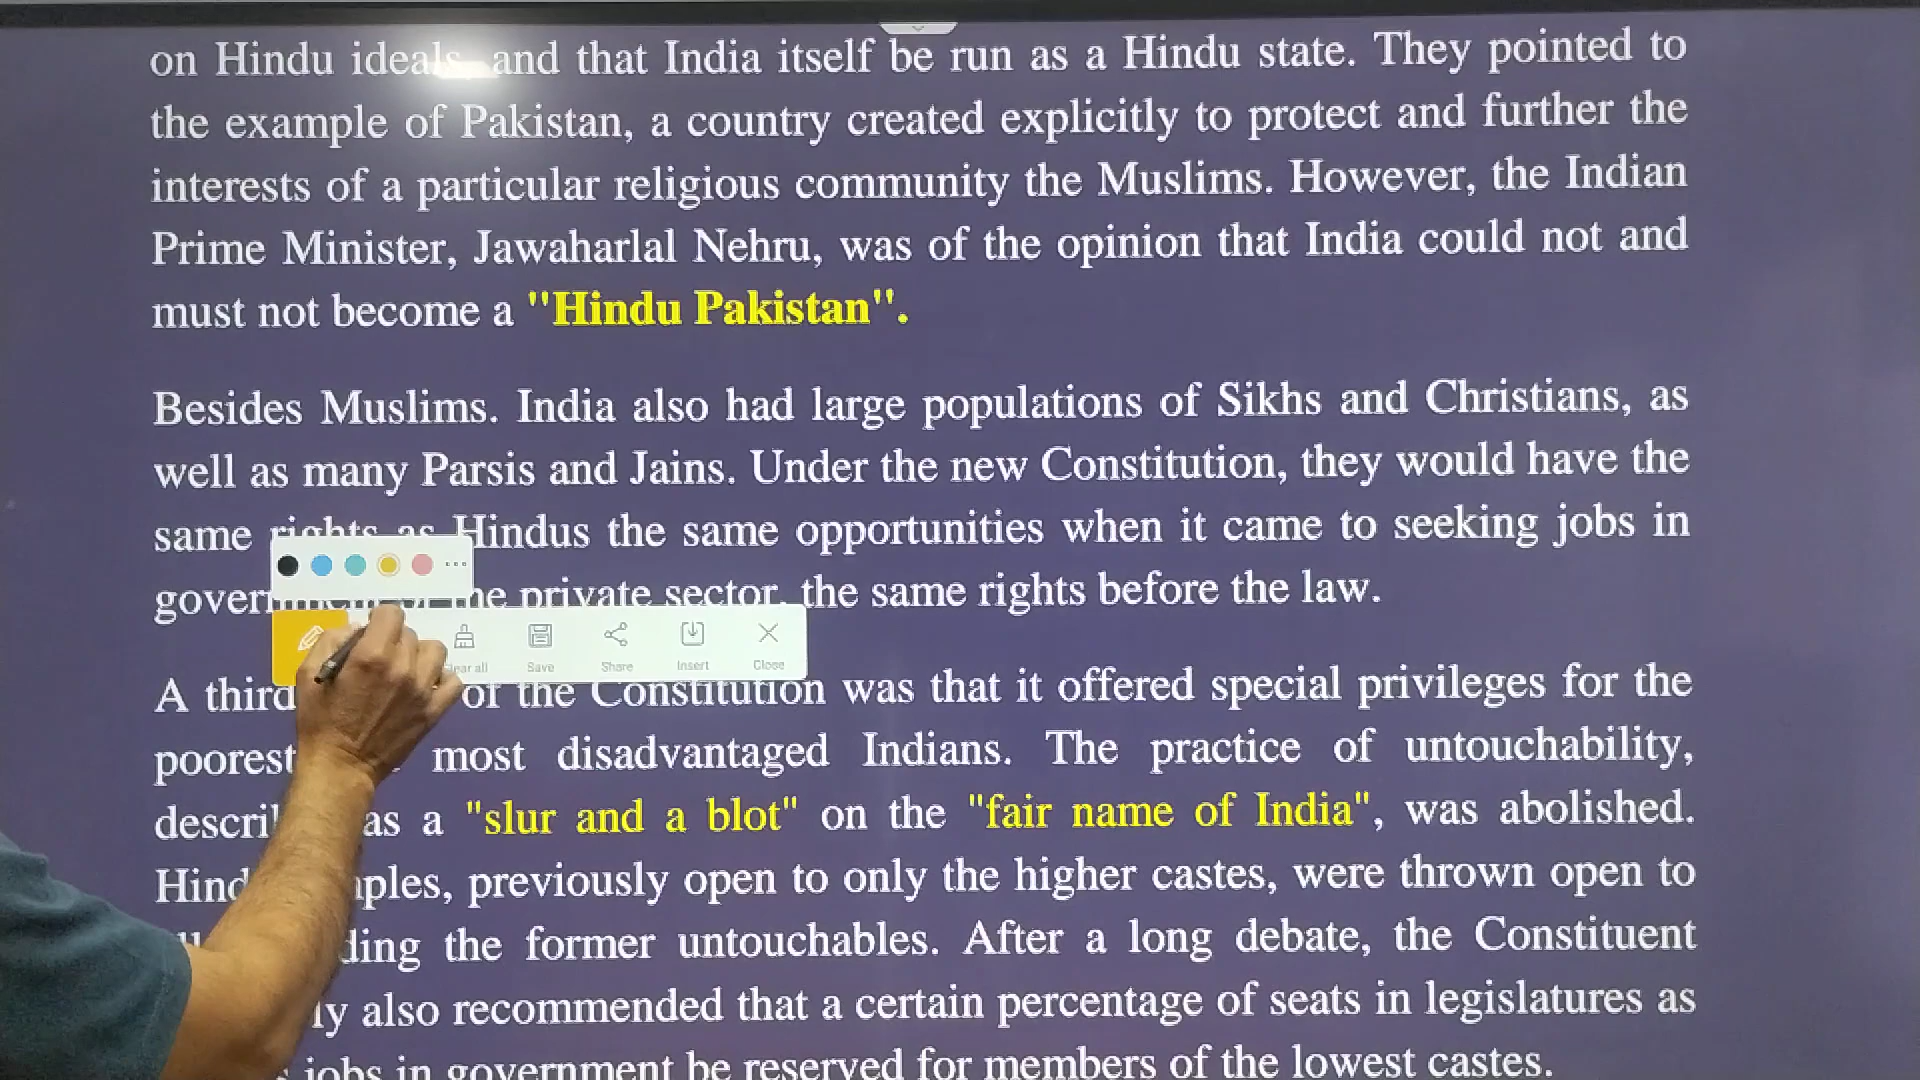 on Hindu ideals, and that India itself be run as a Hindu state. They pointed to
the example of Pakistan, a country created explicitly to protect and further the
interests of a particular religious community the Muslims. However, the Indian
Prime Minister, Jawaharlal Nehru, was of the opinion that India could not and
must not become a "Hindu Pakistan".
Besides Muslims. India also had large populations of Sikhs and Christians, as
well as many Parsis and Jains. Under the new Constitution, they would have the
same rights as Hindus the same opportunities when it came to seeking jobs in
the private sector, the same rights before the law.
Save Share Insert Close
A third of the Constitution was that it offered special privileges for the
poorest most disadvantaged Indians. The practice of untouchability,
as a "slur and a blot" on the "fair name of India", was abolished.
previously open to only the higher castes, were thrown open to
the former untouchables. After a long debate, the Constituent
also recommended that a certain percentage of seats in legislatures as
jobs in government be reserved for members of the lowest castes.